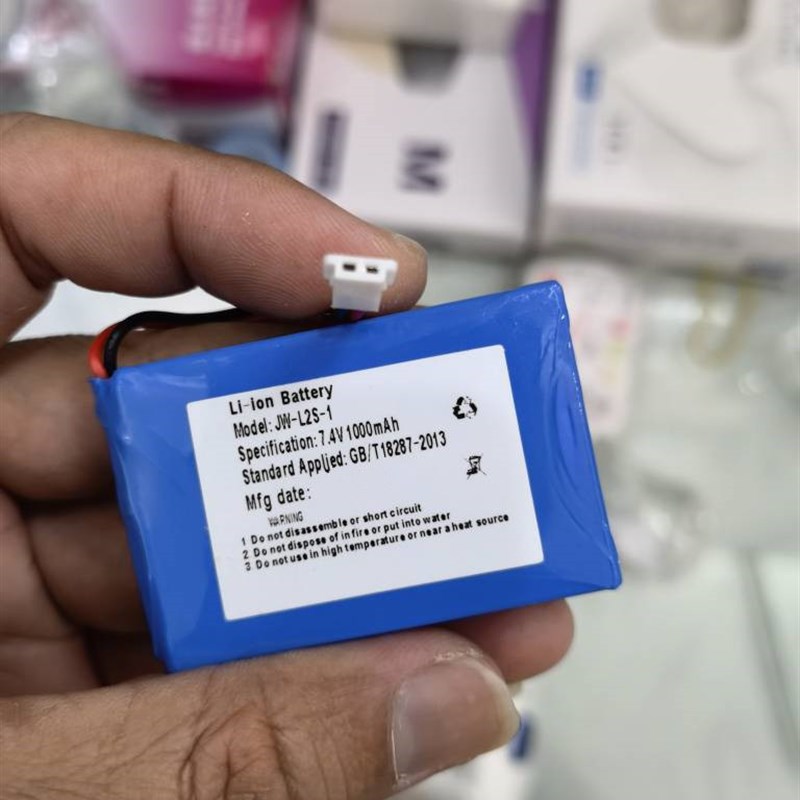 M
Li-ion Battery
Model: JW-L2S-1
Specification: 7.4V 1000mAh
Standard Appljed: GB/T18287-2013
Mfg date:
WARNING
1 Do not disassemble or short circuit
2 Do not dispose of in fire or put into water
3 Do not use in high temperature or near a heat source